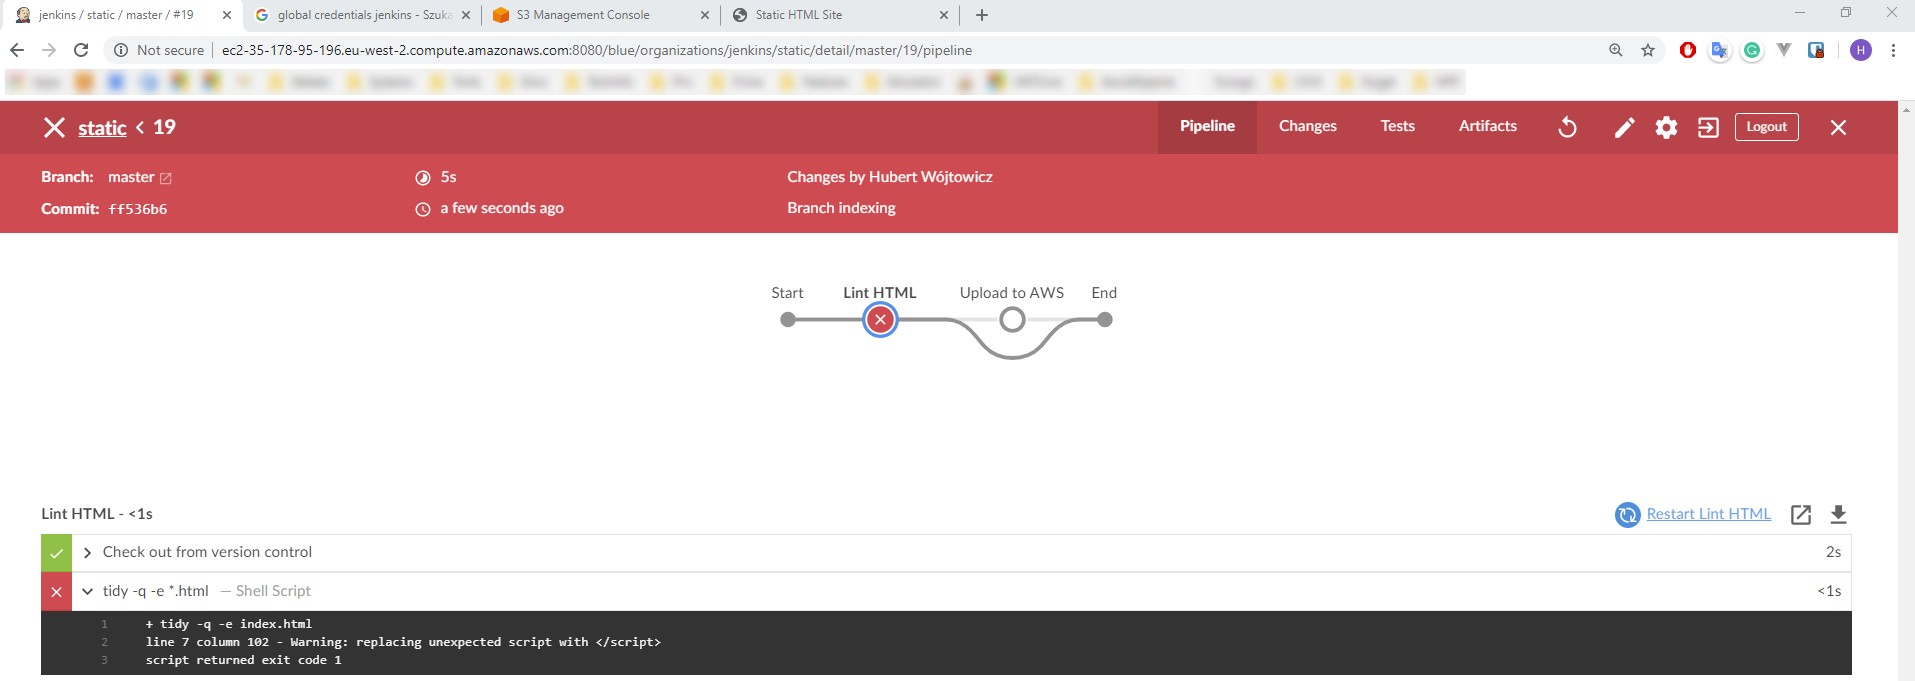 jenkins / static / master / #19
global credentials jenkins - Szuka
S3 Management Console
Static HTML Site
Not secure
ec2-35-178-95-196.eu-west-2.compute.amazonaws.com:8080/blue/organizations/jenkins/static/detail/master/19/pipeline
H
static < 19
Pipeline
Changes
Tests
Artifacts
Logout
Branch: master
5s
Changes by Hubert Wójtowicz
Commit: ff536b6
a few seconds ago
Branch indexing
Start
Lint HTML
Upload to AWS
End
Lint HTML - <1s
Restart Lint HTML
Check out from version control
2s
tidy -q -e *.html — Shell Script
<1s
1 + tidy -q -e index.html
2 line 7 column 102 - Warning: replacing unexpected script with </script>
3 script returned exit code 1